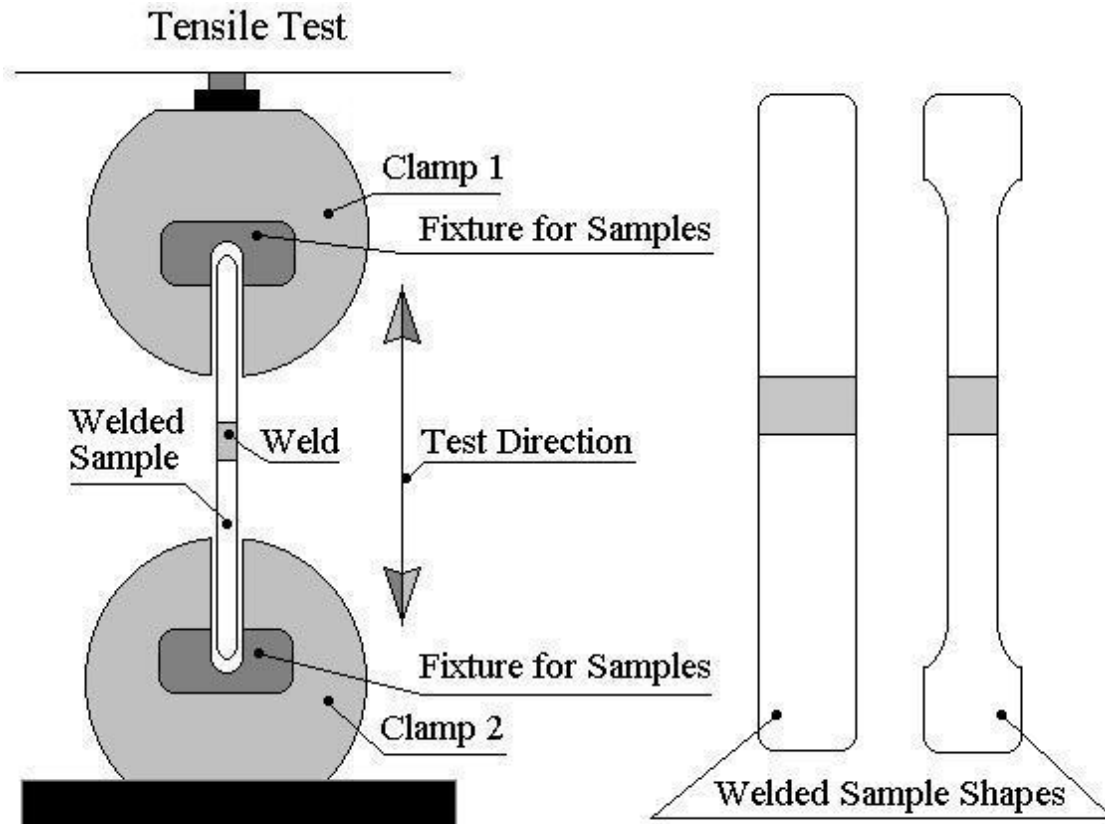 Tensile Test
Clamp 1
Fixture for Samples
Welded
Sample
Weld
Test Direction
Fixture for Samples
Clamp 2
Welded Sample Shapes